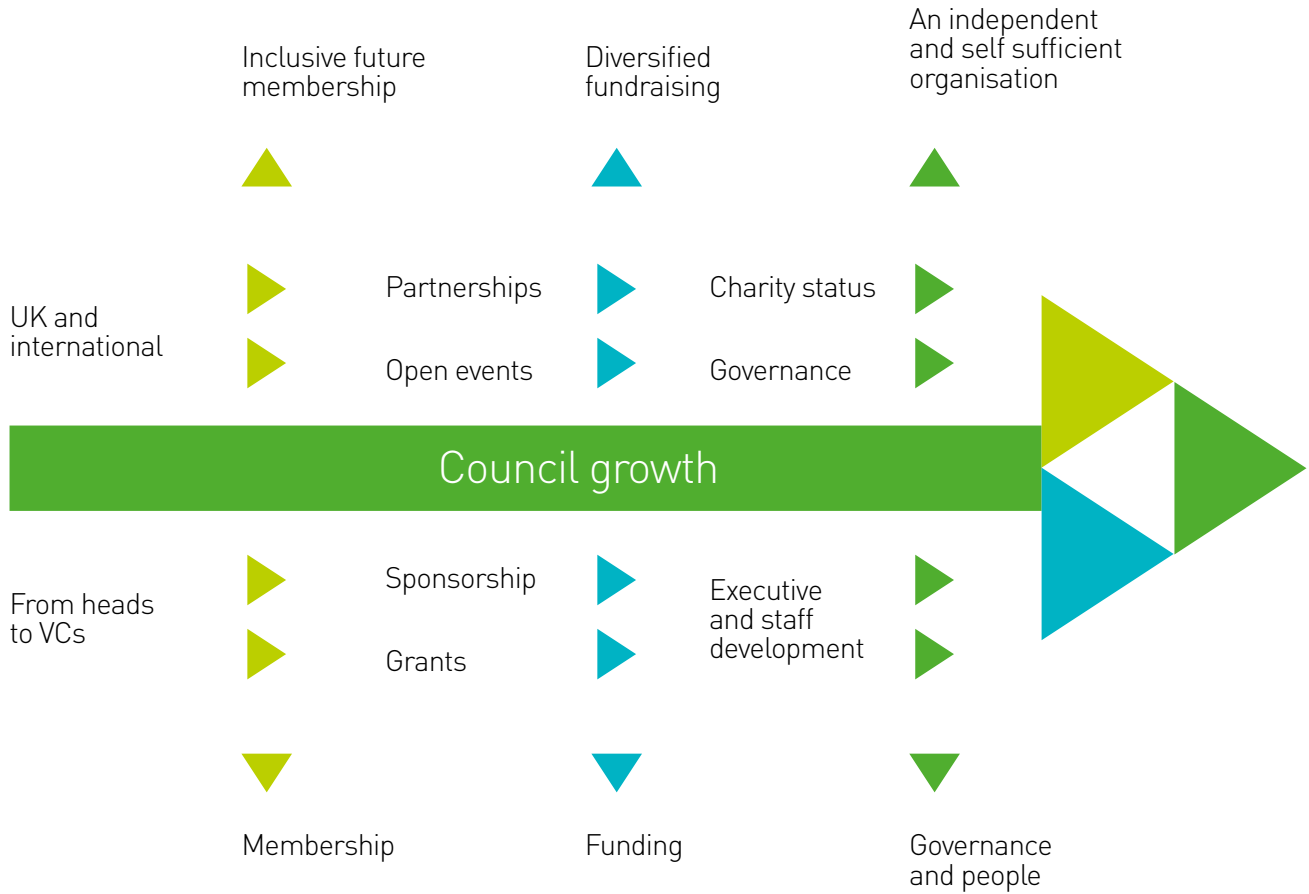 Inclusive future
membership
Diversified
fundraising
An independent
and self sufficient
organisation
UK and
international
Partnerships
Open events
Charity status
Governance
Council growth
From heads
to VCs
Sponsorship
Grants
Executive
and staff
development
Membership
Funding
Governance
and people